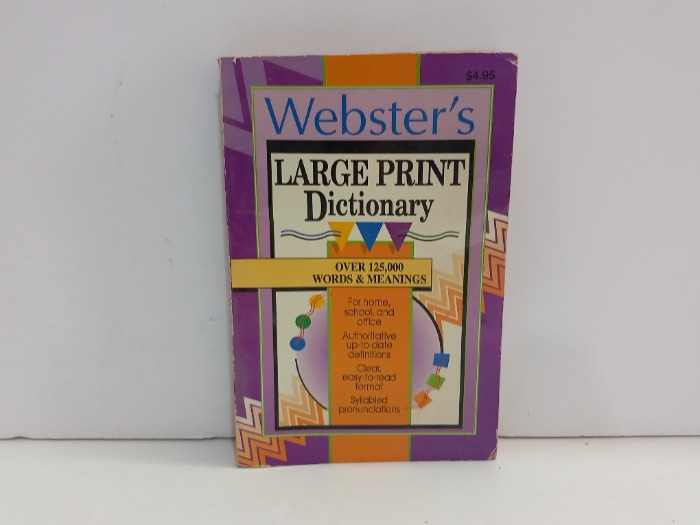 $4.95
Webster's
LARGE PRINT
Dictionary
OVER 125,000
WORDS & MEANINGS
For home,
school, and
office
Authoritative
up-to-date
definitions
Clear,
easy-to-read
format
Syllabled
pronunciations